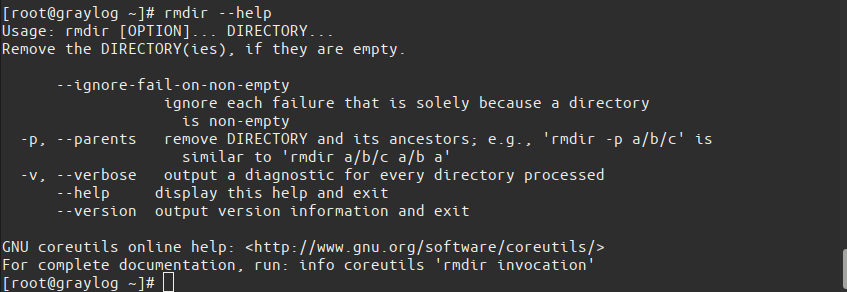 [root@graylog ~]# rmdir --help
Usage: rmdir [OPTION]... DIRECTORY...
Remove the DIRECTORY(ies), if they are empty.

      --ignore-fail-on-non-empty
                  ignore each failure that is solely because a directory
                    is non-empty
  -p, --parents   remove DIRECTORY and its ancestors; e.g., 'rmdir -p a/b/c' is
                    similar to 'rmdir a/b/c a/b a'
  -v, --verbose   output a diagnostic for every directory processed
      --help     display this help and exit
      --version  output version information and exit

GNU coreutils online help: <http://www.gnu.org/software/coreutils/>
For complete documentation, run: info coreutils 'rmdir invocation'
[root@graylog ~]#